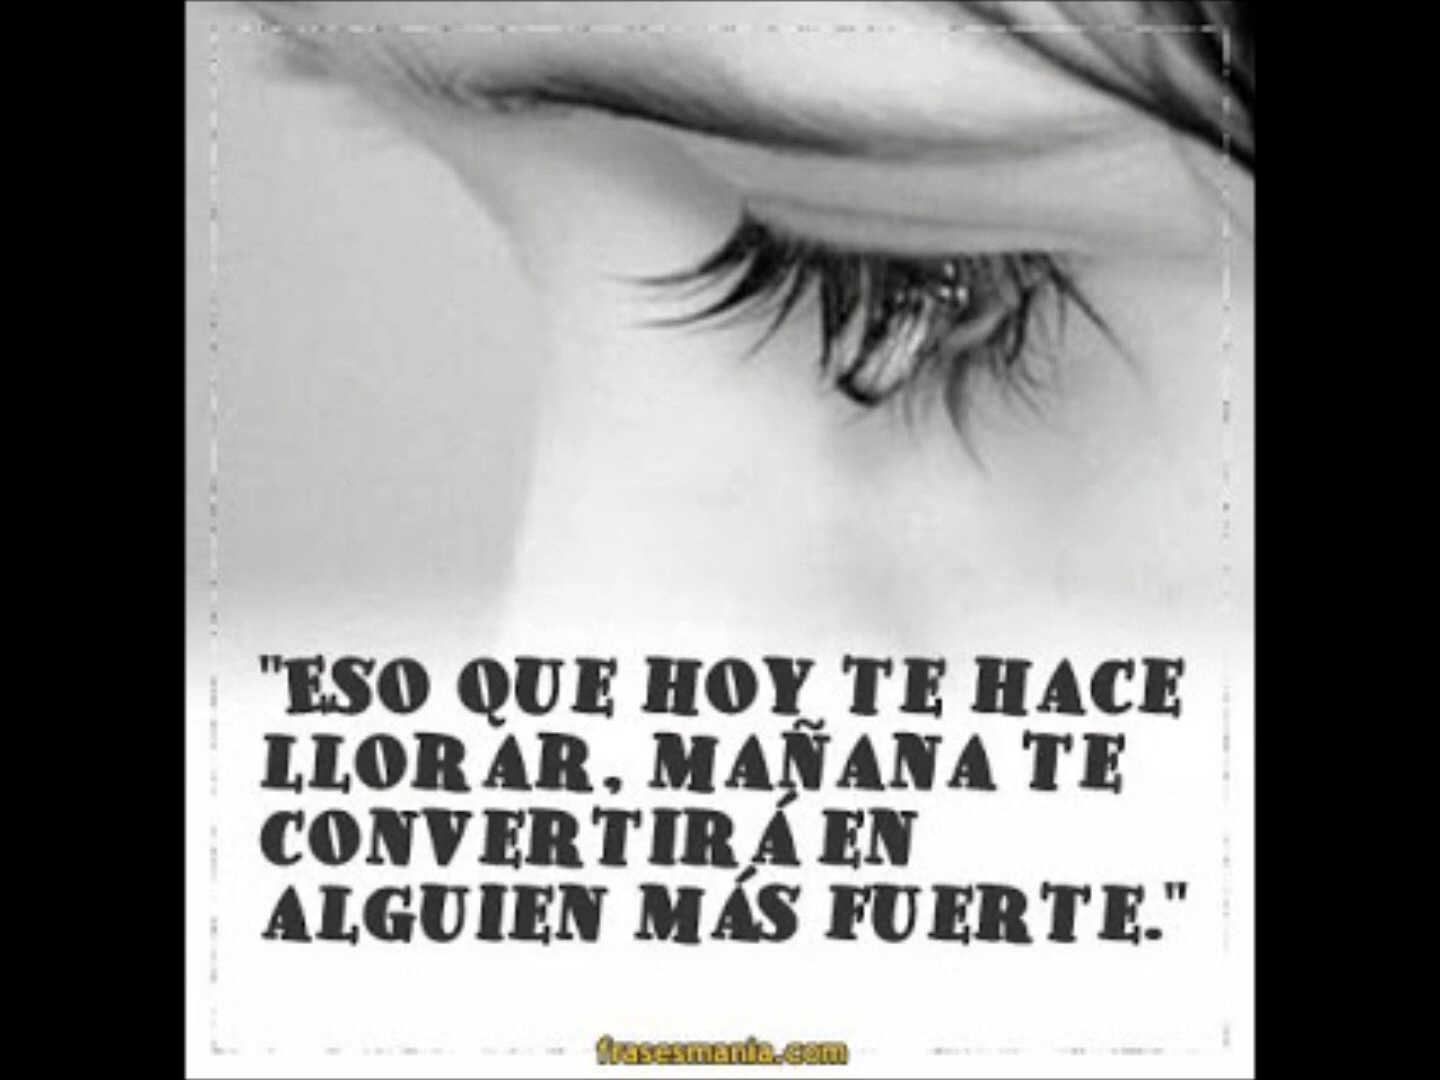 "ESO QUE HOY TE HACE
LLORAR, MAÑANA TE
CONVERTIRÁ EN
ALGUIEN MÁS FUERTE."
frasesmania.com